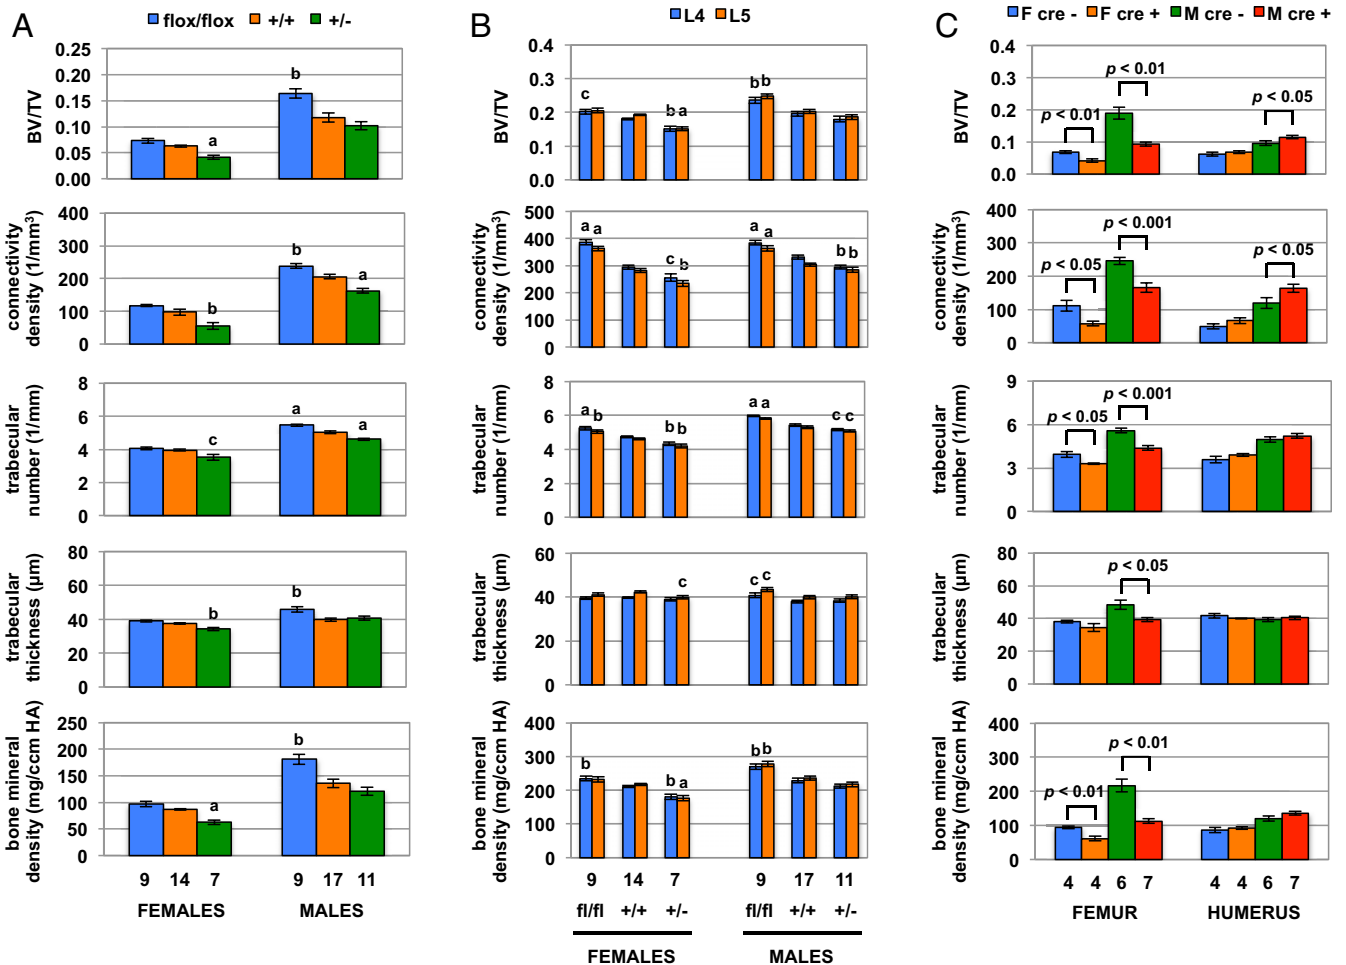 A
flox/flox +/+ +/-
BV/TV
0.25
0.20
0.15
0.10
0.05
0.00
a
b
connectivity
density (1/mm³)
400
300
200
100
0
b
b
a
trabecular
number (1/mm)
8
6
4
2
0
c
a
a
trabecular
thickness (µm)
80
60
40
20
0
b
b
bone mineral
density (mg/ccm HA)
250
200
150
100
50
0
a
b
9 14 7 9 17 11
FEMALES MALES
B
L4 L5
BV/TV
0.4
0.3
0.2
0.1
0.0
c b a b b
connectivity
density (1/mm³)
500
400
300
200
100
0
a a c b a a b b
trabecular
number (1/mm)
8
6
4
2
0
a b b b a a c c
trabecular
thickness (µm)
60
40
20
0
c c c
bone mineral
density (mg/ccm HA)
400
300
200
100
0
b b a b b
9 14 7 9 17 11
fl/fl +/+ +/- fl/fl +/+ +/-
FEMALES MALES
C
F cre - F cre + M cre - M cre +
BV/TV
0.4
0.3
0.2
0.1
0.0
p < 0.01
p < 0.01
p < 0.05
connectivity
density (1/mm³)
400
300
200
100
0
p < 0.05
p < 0.001
p < 0.05
trabecular
number (1/mm)
9
6
3
0
p < 0.05
p < 0.001
trabecular
thickness (µm)
80
60
40
20
0
p < 0.05
bone mineral
density (mg/ccm HA)
400
300
200
100
0
p < 0.01
p < 0.01
4 4 6 7 4 4 6 7
FEMUR HUMERUS